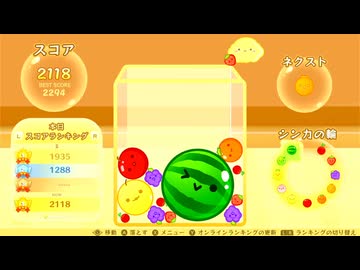 スコア
2118
BEST SCORE
2294
ネクスト
本日
L スコアランキング R
1935
1288
NOW
2118
シンカの輪
移動 A 落とす Y メニュー オンラインランキングの更新 L/R ランキングの切り替え